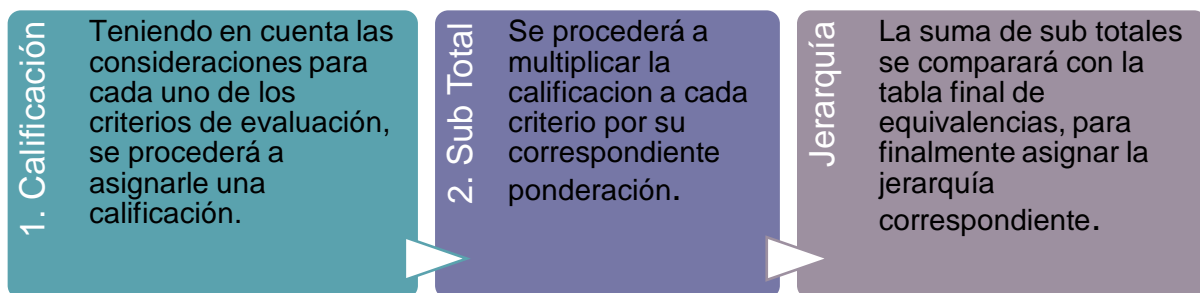 1. Calificación
Teniendo en cuenta las
consideraciones para
cada uno de los
criterios de evaluación,
se procederá a
asignarle una
calificación.
2. Sub Total
Se procederá a
multiplicar la
calificacion a cada
criterio por su
correspondiente
ponderación.
Jerarquía
La suma de sub totales
se comparará con la
tabla final de
equivalencias, para
finalmente asignar la
jerarquía
correspondiente.